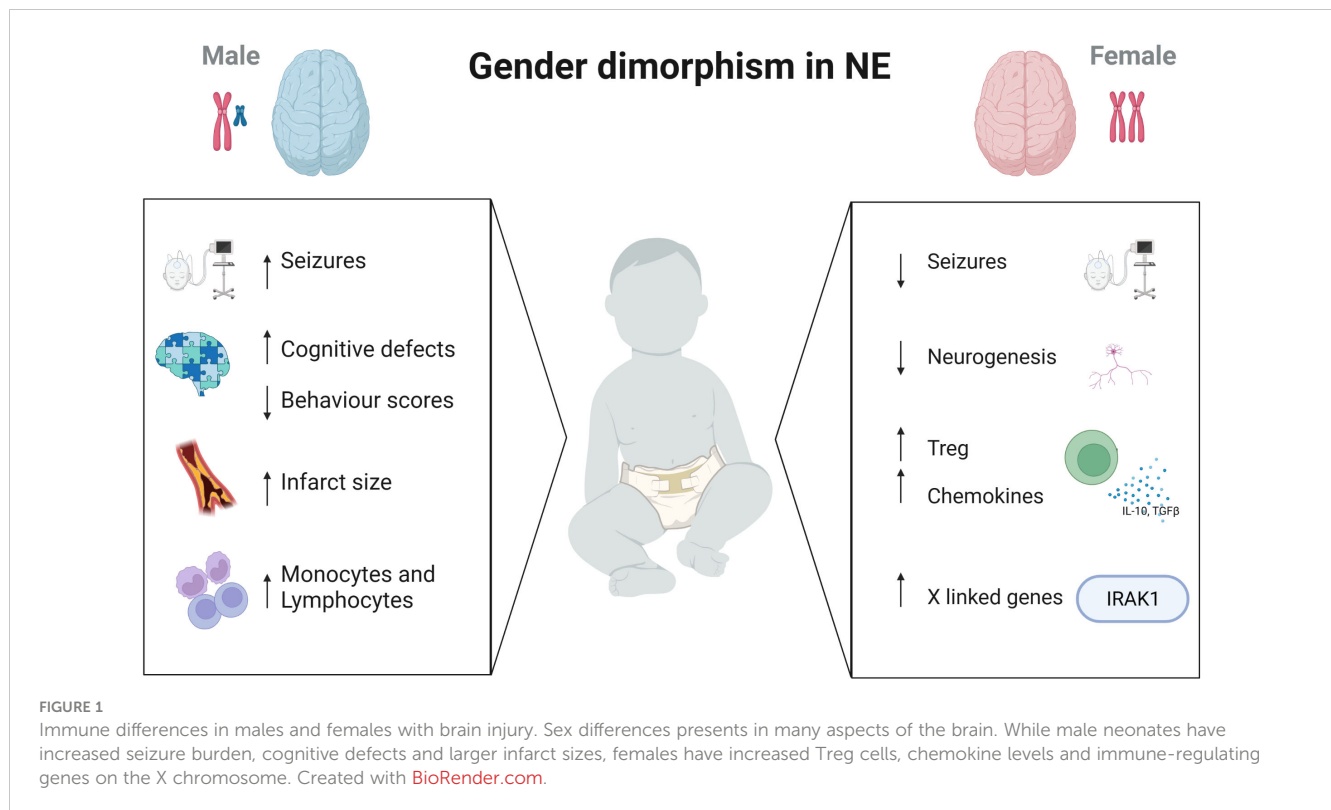 Male
Gender dimorphism in NE
Female
Seizures
Cognitive defects
Behaviour scores
Infarct size
Monocytes and
Lymphocytes
Seizures
Neurogenesis
Treg
Chemokines
IL-10, TGFβ
X linked genes
IRAK1
FIGURE 1
Immune differences in males and females with brain injury. Sex differences presents in many aspects of the brain. While male neonates have
increased seizure burden, cognitive defects and larger infarct sizes, females have increased Treg cells, chemokine levels and immune-regulating
genes on the X chromosome. Created with BioRender.com.